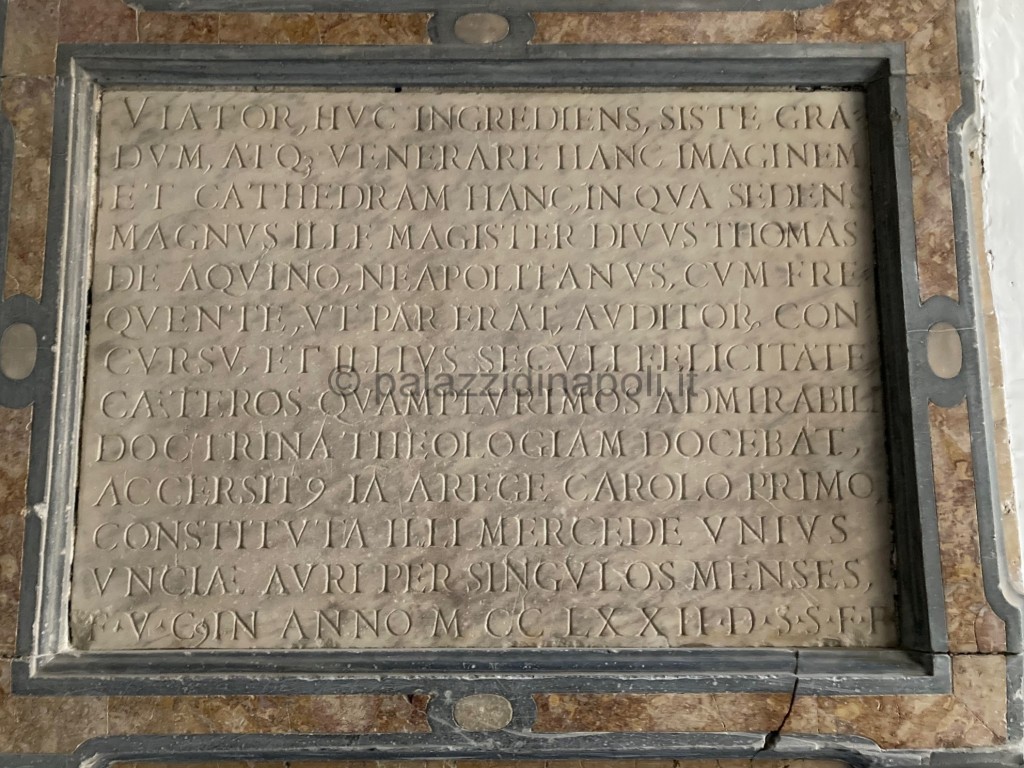 VIATOR, HVC INGREDIENS, SISTE GRA-
DVM, ATQ3 VENERARE HANC IMAGINEM
ET CATHEDRAM HANC, IN QVA SEDENS
MAGNVS ILLE MAGISTER DIVVS THOMAS
DE AQVINO, NEAPOLITANVS, CVM FRE-
QVENTE, VT PAR ERAT, AVDITOR, CON
CVRSV, ET ILLIVS SECVLI FELICITATE,
© palazzidinapoli.it
CÆTEROS QVAMPLVRIMOS ADMIRABILI
DOCTRINA THEOLOGIAM DOCEBAT,
ACCERSIT9 IA AREGE CAROLO PRIMO,
CONSTITVTA ILLI MERCEDE VNIVS
VNCIÆ AVRI PER SINGVLOS MENSES,
F·V·C9IN ANNO M CC LXXII·D·S·S·F·F